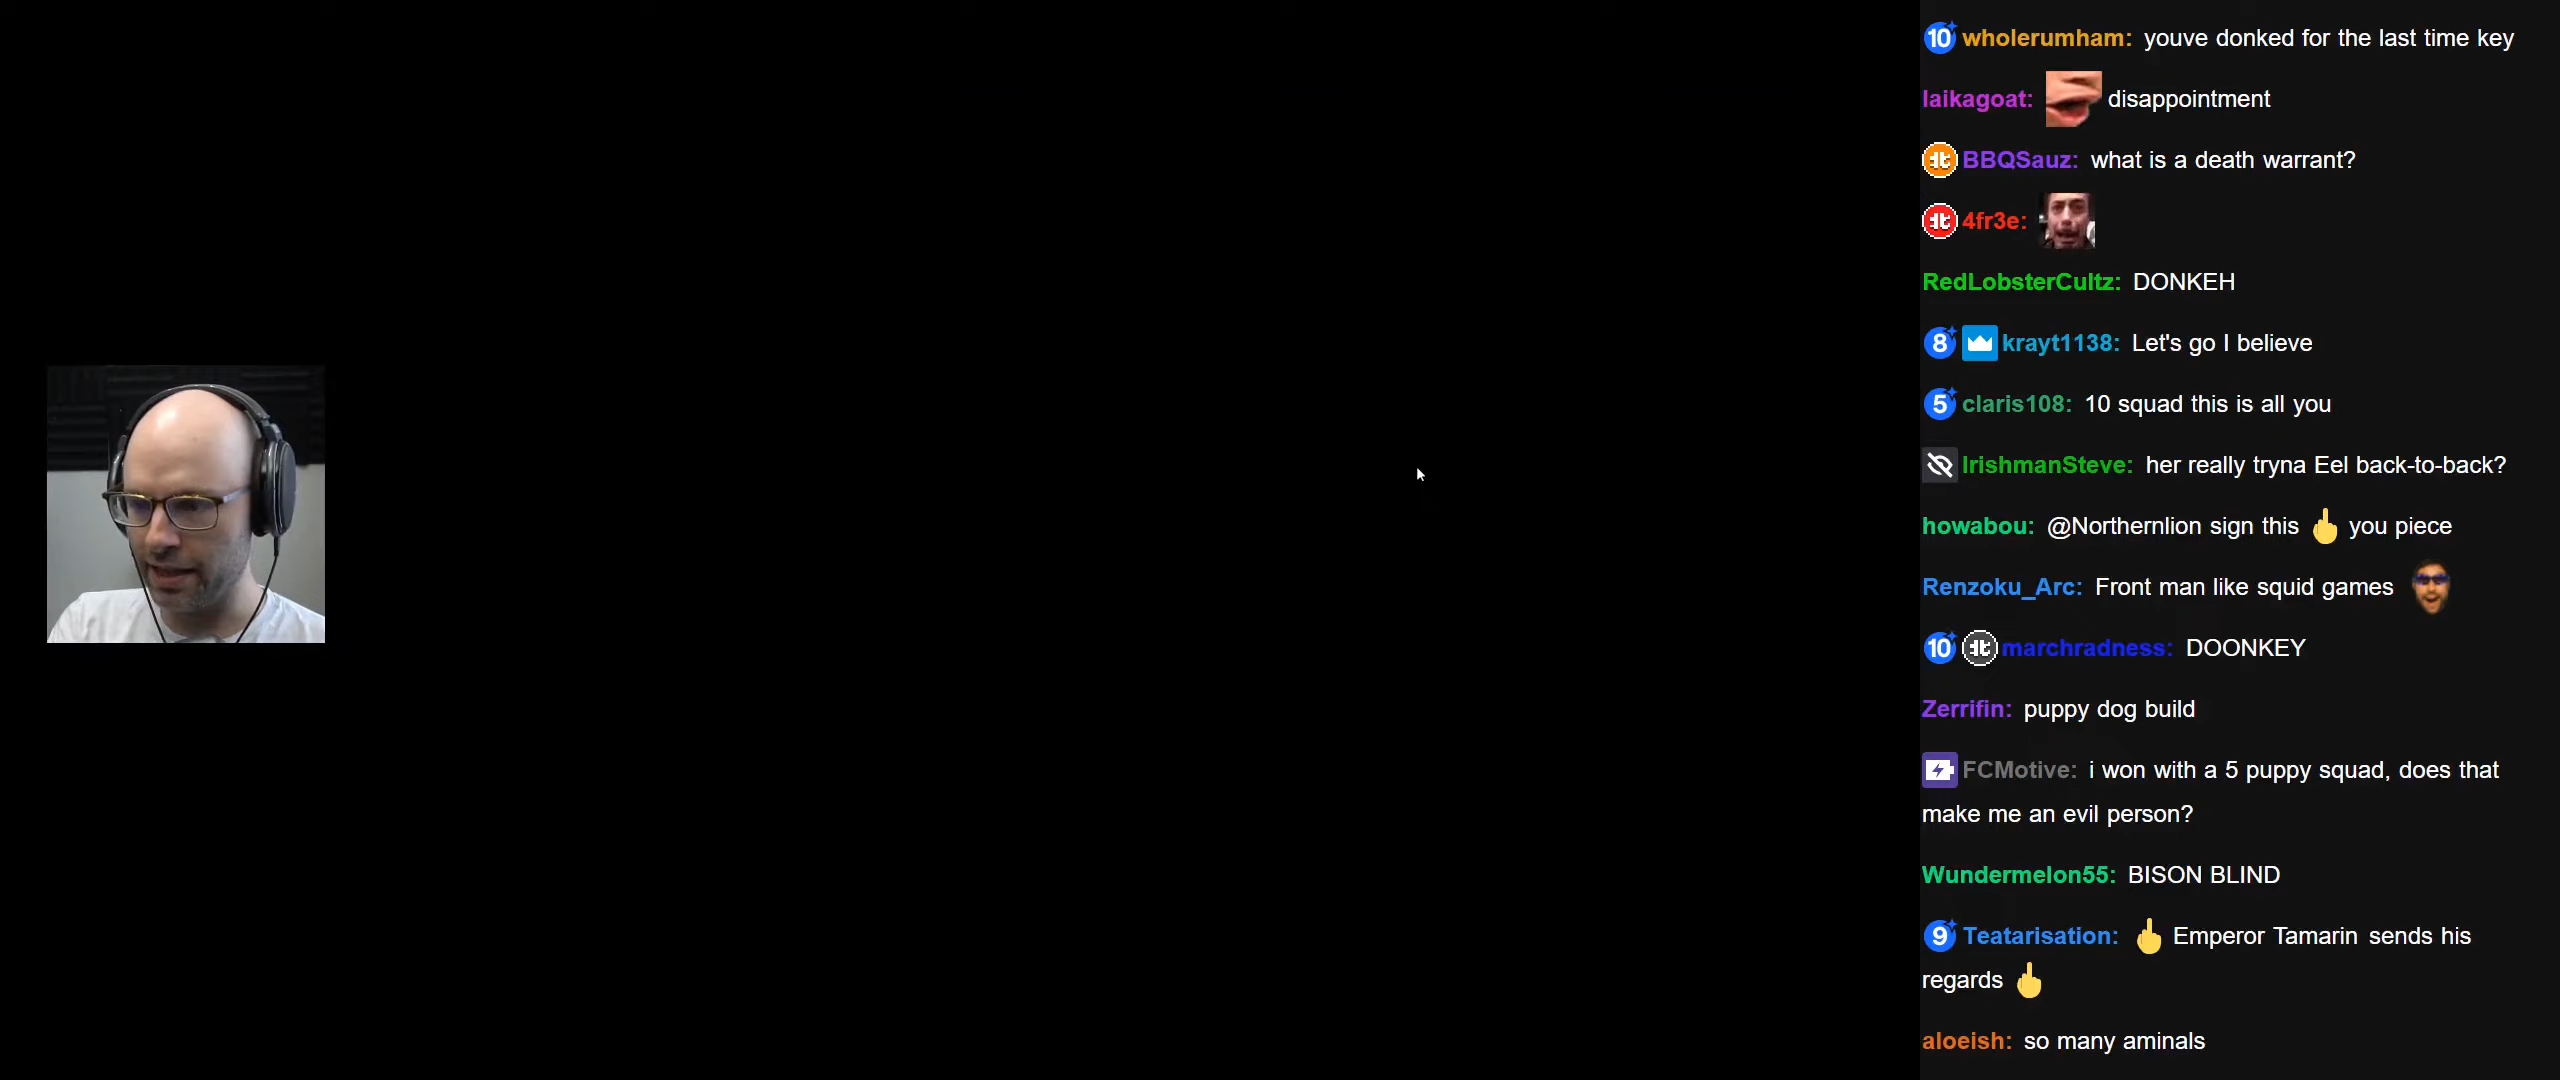 10 wholerumham: youve donked for the last time key
laikagoat: disappointment
BBQSauz: what is a death warrant?
4fr3e:
RedLobsterCultz: DONKEH
8 krayt1138: Let's go I believe
5 claris108: 10 squad this is all you
IrishmanSteve: her really tryna Eel back-to-back?
howabou: @Northernlion sign this 🖕 you piece
Renzoku_Arc: Front man like squid games
10 marchradness: DOONKEY
Zerrifin: puppy dog build
FCMotive: i won with a 5 puppy squad, does that
make me an evil person?
Wundermelon55: BISON BLIND
9 Teatarisation: 🖕 Emperor Tamarin sends his
regards 🖕
aloeish: so many aminals